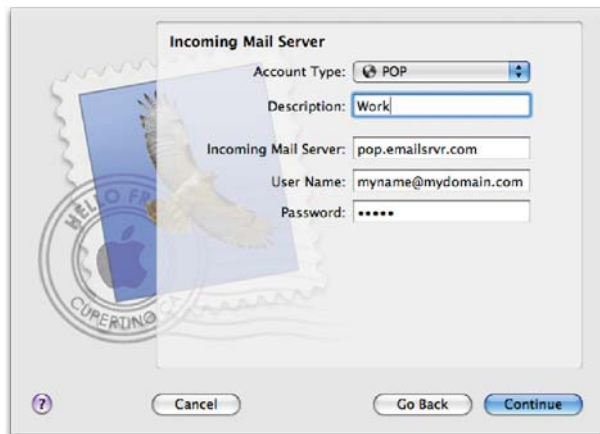 Incoming Mail Server
Account Type: POP
Description: Work
Incoming Mail Server: pop.emailsrvr.com
User Name: myname@mydomain.com
Password: •••••
HELLO FR
CUPERTINO CA
? Cancel Go Back Continue